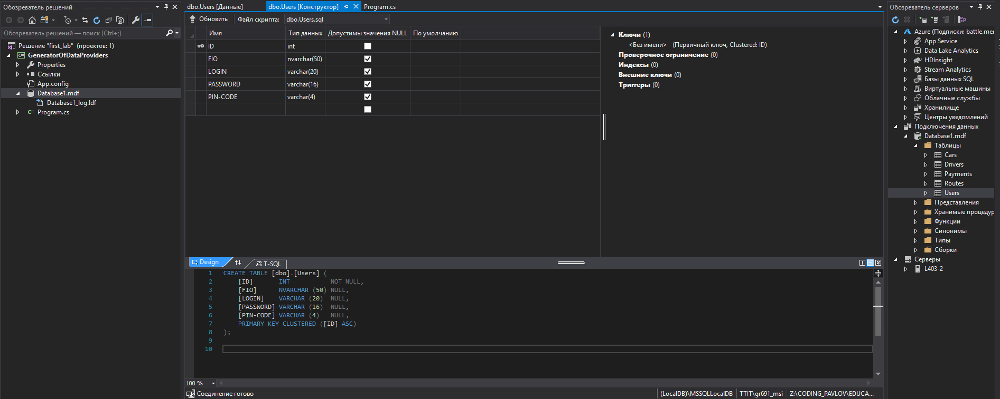 Обозреватель решений
Обозреватель решений — поиск (Ctrl+;)
Решение "first_lab" (проектов: 1)
C# GeneratorOfDataProviders
Properties
Ссылки
App.config
Database1.mdf
Database1_log.ldf
C# Program.cs
dbo.Users [Данные]
dbo.Users [Конструктор]
Program.cs
Обновить
Файл скрипта: dbo.Users.sql
Имя Тип данных Допустимы значения NULL По умолчанию
ID int
FIO nvarchar(50)
LOGIN varchar(20)
PASSWORD varchar(16)
PIN-CODE varchar(4)
Ключи (1)
<Без имени> (Первичный ключ, Clustered: ID)
Проверочное ограничение (0)
Индексы (0)
Внешние ключи (0)
Триггеры (0)
Design
T-SQL
1 CREATE TABLE [dbo].[Users] (
2 [ID] INT NOT NULL,
3 [FIO] NVARCHAR (50) NULL,
4 [LOGIN] VARCHAR (20) NULL,
5 [PASSWORD] VARCHAR (16) NULL,
6 [PIN-CODE] VARCHAR (4) NULL,
7 PRIMARY KEY CLUSTERED ([ID] ASC)
8 );
9
10
100 %
Соединение готово
(LocalDB)\MSSQLLocalDB
TTIT\gr691_msi
Z:\CODING_PAVLOV\EDUCA...
Обозреватель серверов
Azure (Подписки: battle.mer
App Service
Data Lake Analytics
HDInsight
Stream Analytics
Базы данных SQL
Виртуальные машины
Облачные службы
Хранилище
Центры уведомлений
Подключения данных
Database1.mdf
Таблицы
Cars
Drivers
Payments
Routes
Users
Представления
Хранимые процедур
Функции
Синонимы
Типы
Сборки
Серверы
L403-2